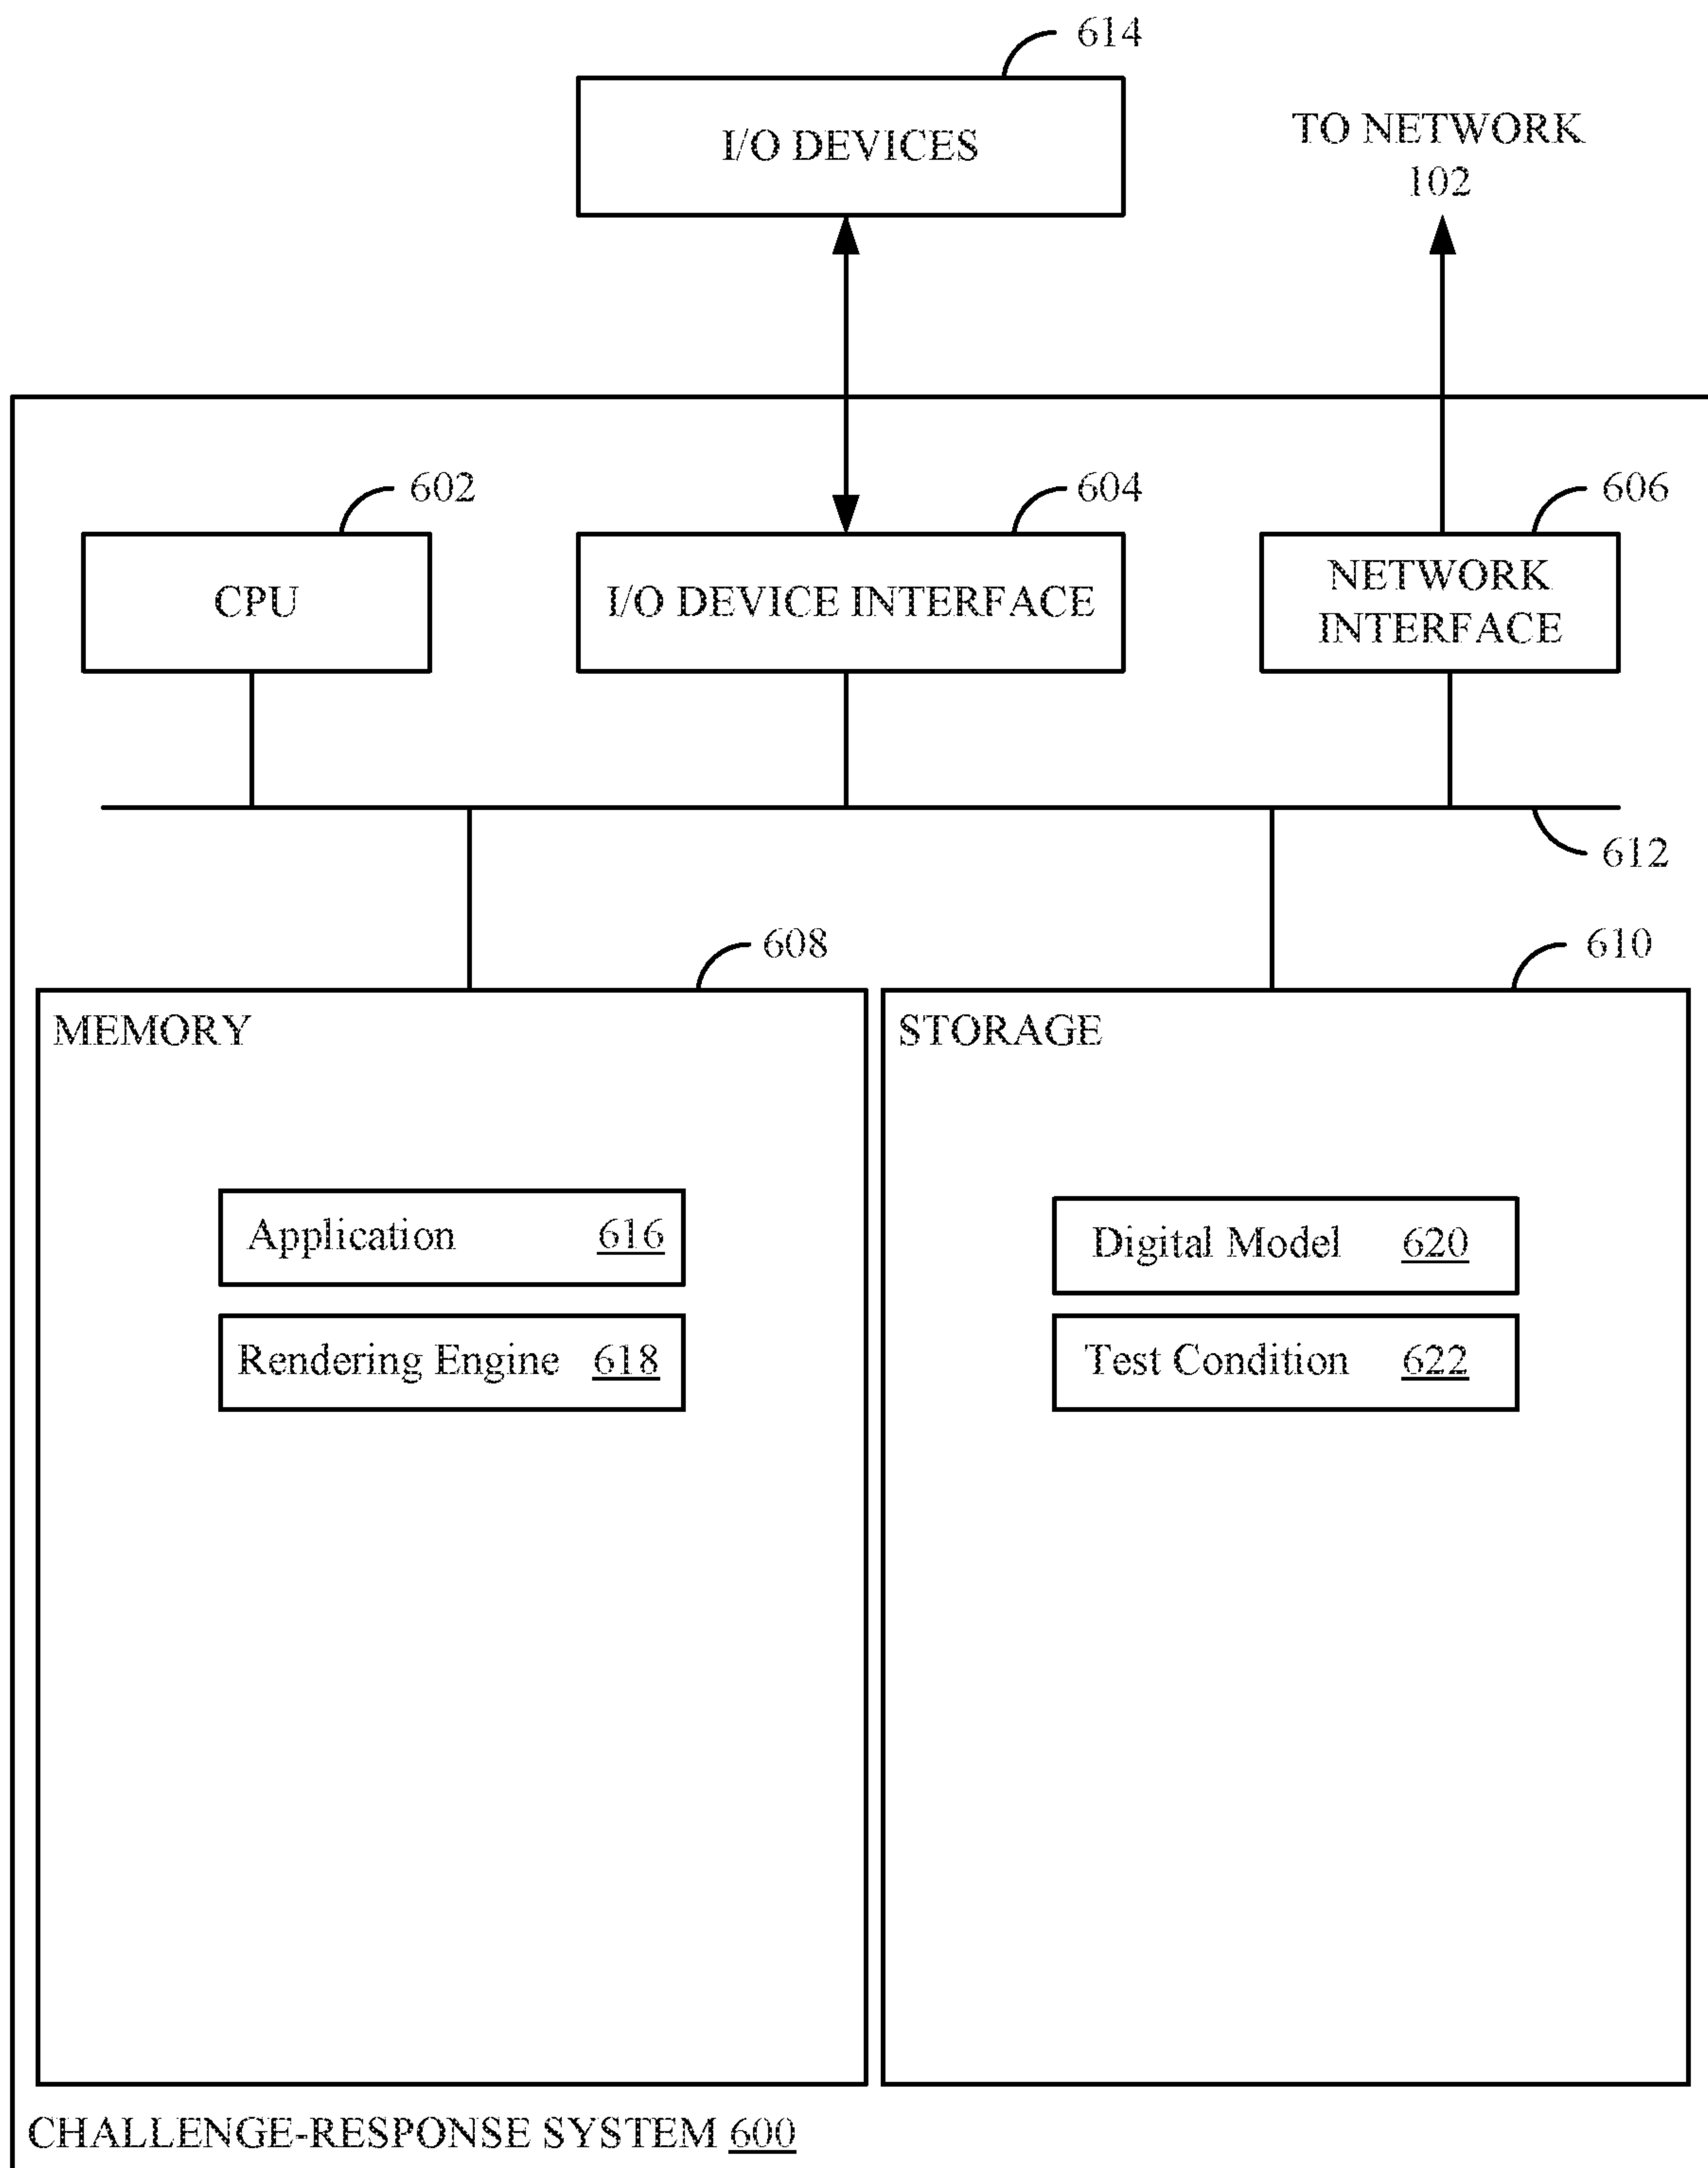 614
I/O DEVICES
TO NETWORK
102
602
604
606
CPU
I/O DEVICE INTERFACE
NETWORK
INTERFACE
612
608
610
MEMORY
STORAGE
Application 616
Digital Model 620
Rendering Engine 618
Test Condition 622
CHALLENGE-RESPONSE SYSTEM 600